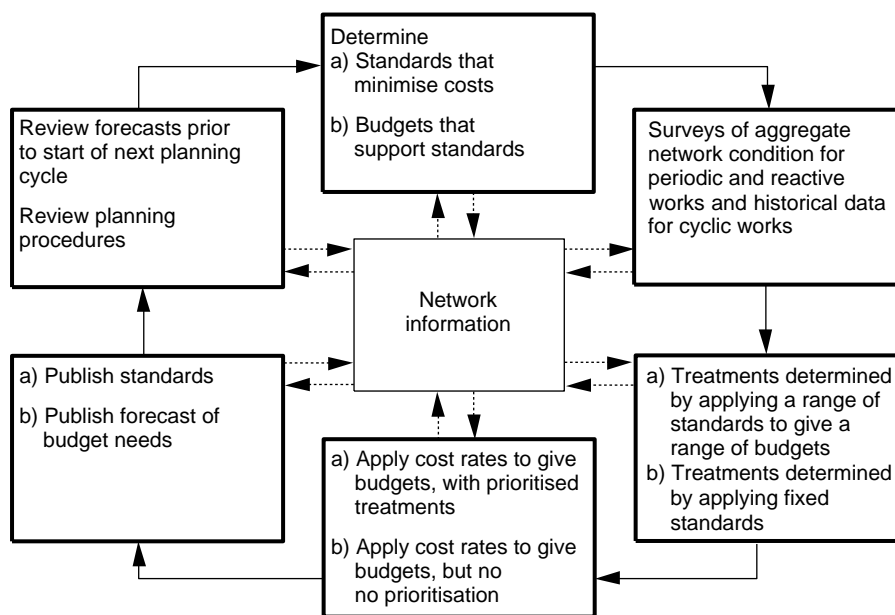 Determine
a) Standards that
minimise costs
b) Budgets that
support standards
Surveys of aggregate
network condition for
periodic and reactive
works and historical data
for cyclic works
a) Treatments determined
by applying a range of
standards to give a
range of budgets
b) Treatments determined
by applying fixed
standards
a) Apply cost rates to give
budgets, with prioritised
treatments
b) Apply cost rates to give
budgets, but no
no prioritisation
a) Publish standards
b) Publish forecast of
budget needs
Review forecasts prior
to start of next planning
cycle
Review planning
procedures
Network
information